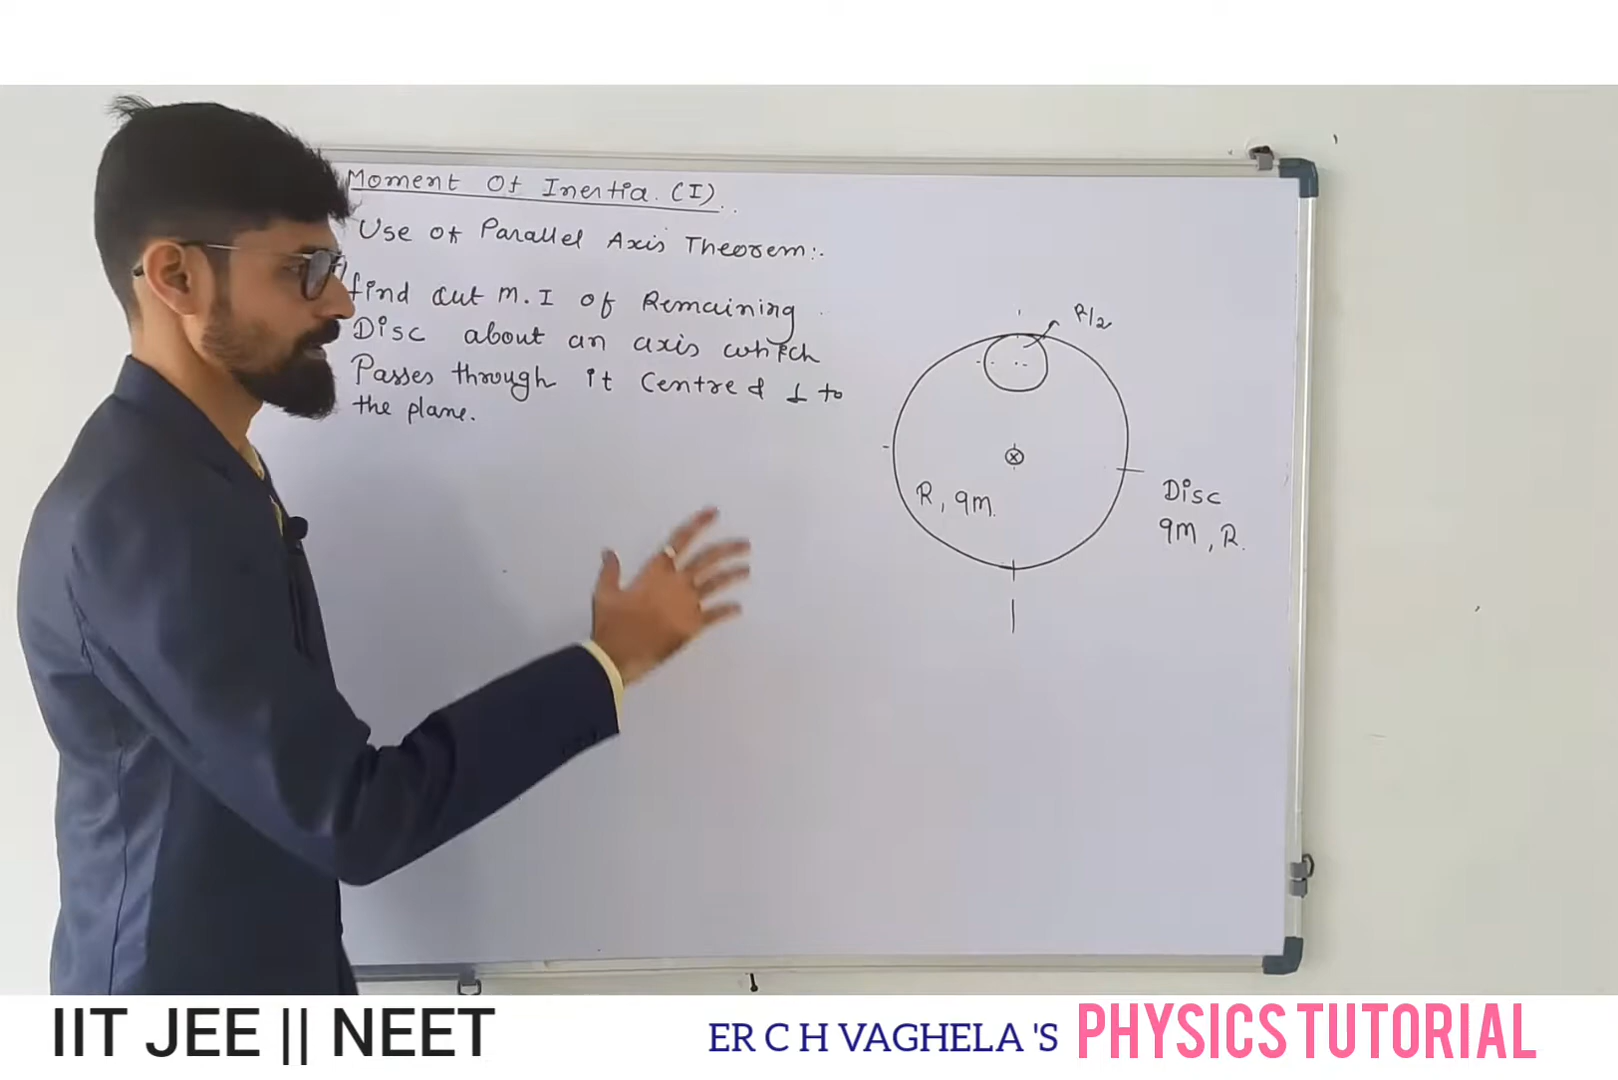 Moment Of Inertia. (I)
Use of Parallel Axis Theorem:-
find out M.I of Remaining
Disc about an axis which
Passes through it Centre & ⊥ to
the plane.
R/2
R, 9M.
Disc
9M, R.
IIT JEE || NEET
ER C H VAGHELA 'S
PHYSICS TUTORIAL